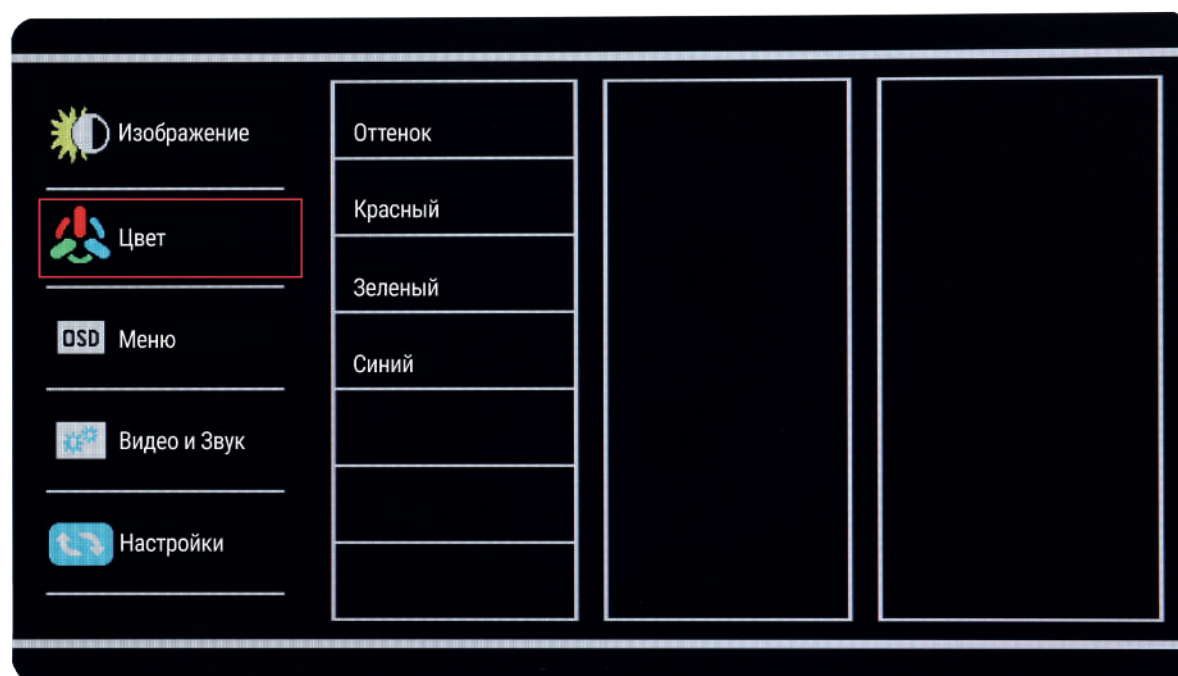 Изображение
Цвет
OSD Меню
Видео и Звук
Настройки
Оттенок
Красный
Зеленый
Синий